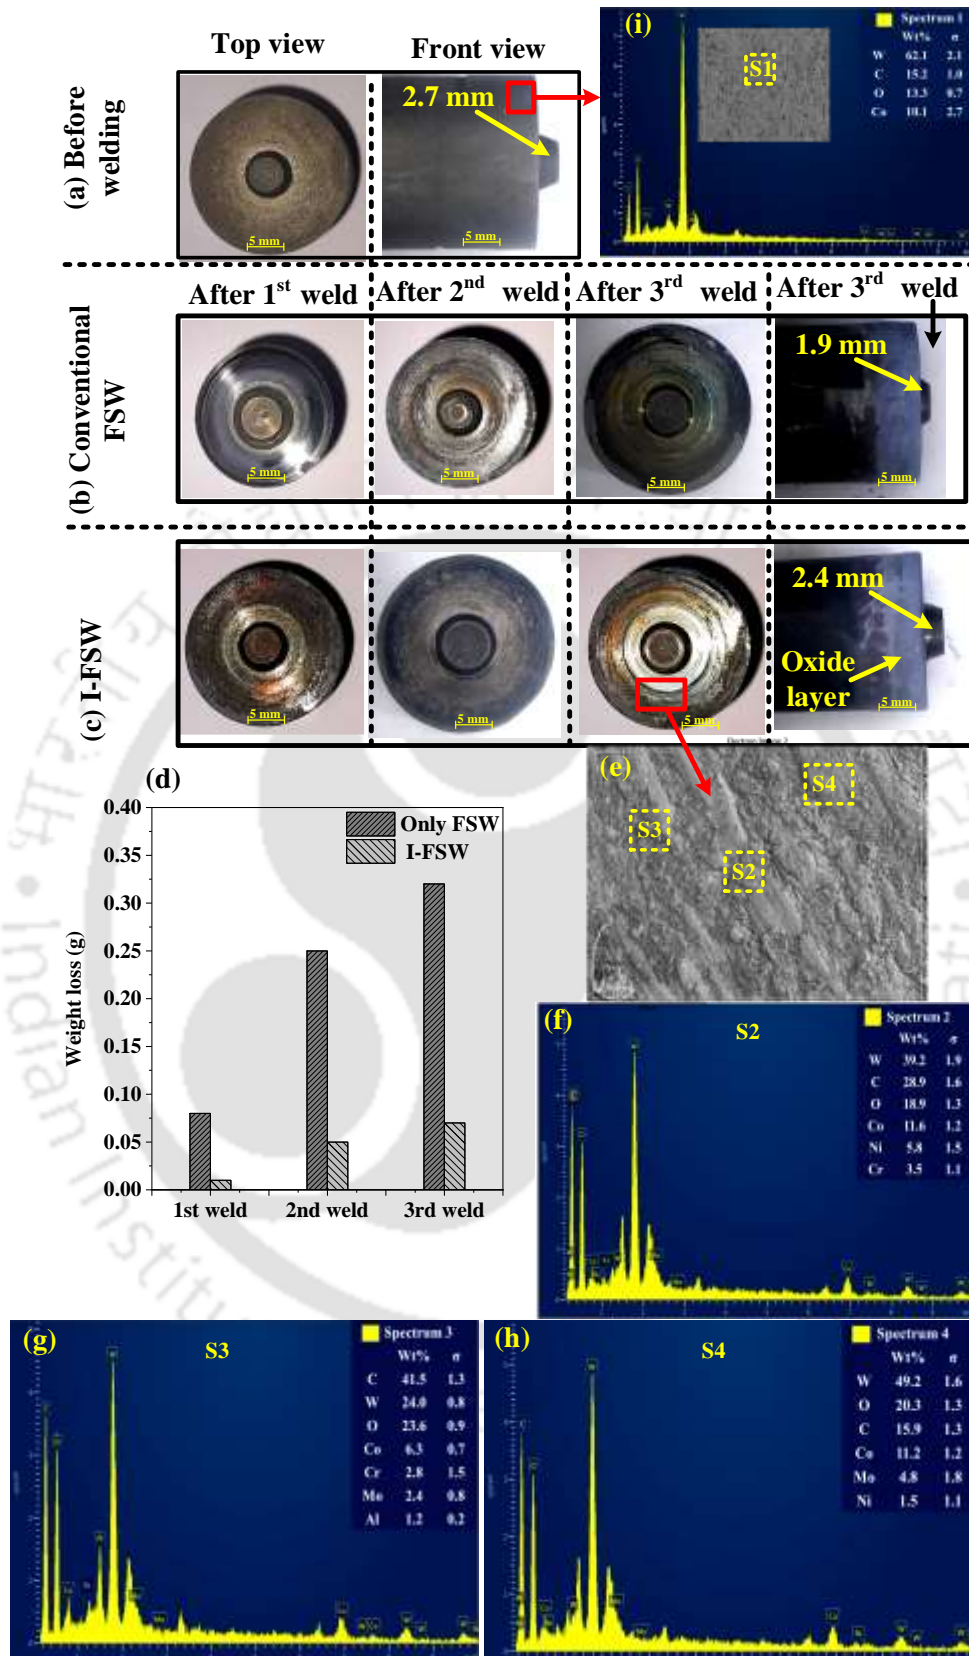 Top view
Front view
(a) Before
welding
2.7 mm
5 mm
5 mm
(i)
S1
Spectrum 1
Wt% σ
W 62.1 2.1
C 15.2 1.0
O 13.3 0.7
Co 10.1 2.7
After 1st weld
After 2nd weld
After 3rd weld
After 3rd weld
(b) Conventional
FSW
1.9 mm
5 mm
5 mm
5 mm
5 mm
(c) I-FSW
2.4 mm
Oxide
layer
5 mm
5 mm
5 mm
5 mm
Electron Image 2
(d)
0.40
0.35
0.30
0.25
0.20
0.15
0.10
0.05
0.00
Weight loss (g)
Only FSW
I-FSW
1st weld
2nd weld
3rd weld
(e)
S4
S3
S2
(f)
S2
Spectrum 2
Wt% σ
W 39.2 1.9
C 28.9 1.6
O 18.9 1.3
Co 11.6 1.2
Ni 5.8 1.5
Cr 3.5 1.1
(g)
S3
Spectrum 3
Wt% σ
C 41.5 1.3
W 24.0 0.8
O 23.6 0.9
Co 6.3 0.7
Cr 2.8 1.5
Mo 2.4 0.8
Al 1.2 0.2
(h)
S4
Spectrum 4
Wt% σ
W 49.2 1.6
O 20.3 1.3
C 15.9 1.3
Co 11.2 1.2
Mo 4.8 1.8
Ni 1.5 1.1
Indian Institu